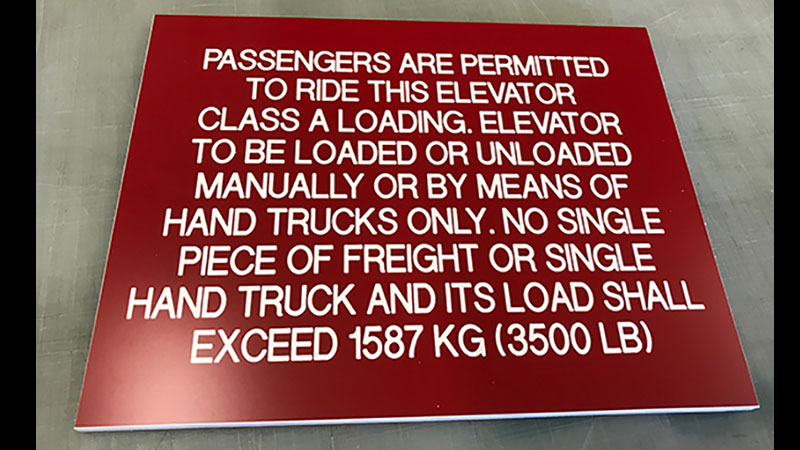 PASSENGERS ARE PERMITTED
TO RIDE THIS ELEVATOR
CLASS A LOADING. ELEVATOR
TO BE LOADED OR UNLOADED
MANUALLY OR BY MEANS OF
HAND TRUCKS ONLY. NO SINGLE
PIECE OF FREIGHT OR SINGLE
HAND TRUCK AND ITS LOAD SHALL
EXCEED 1587 KG (3500 LB)